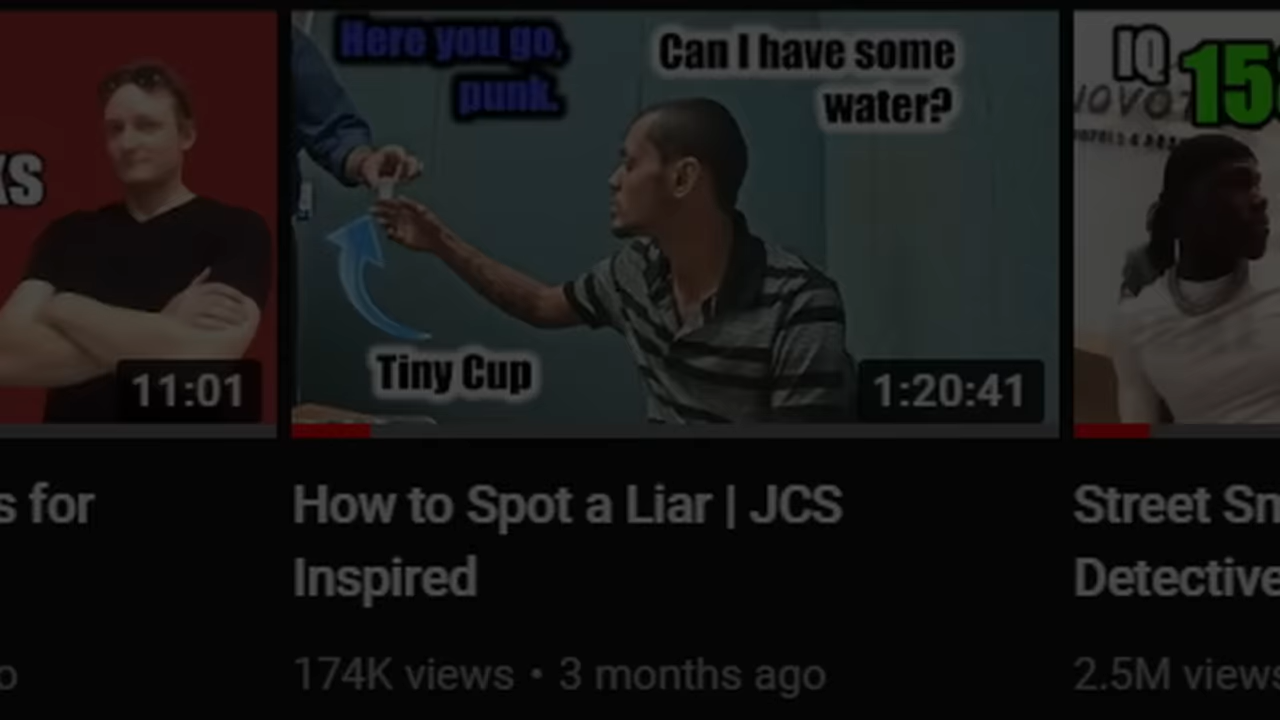 Here you go,
punk.
Can I have some
water?
Tiny Cup
KS
11:01
1:20:41
IQ
15
s for
How to Spot a Liar | JCS
Inspired
174K views • 3 months ago
o
Street Sn
Detective
2.5M views